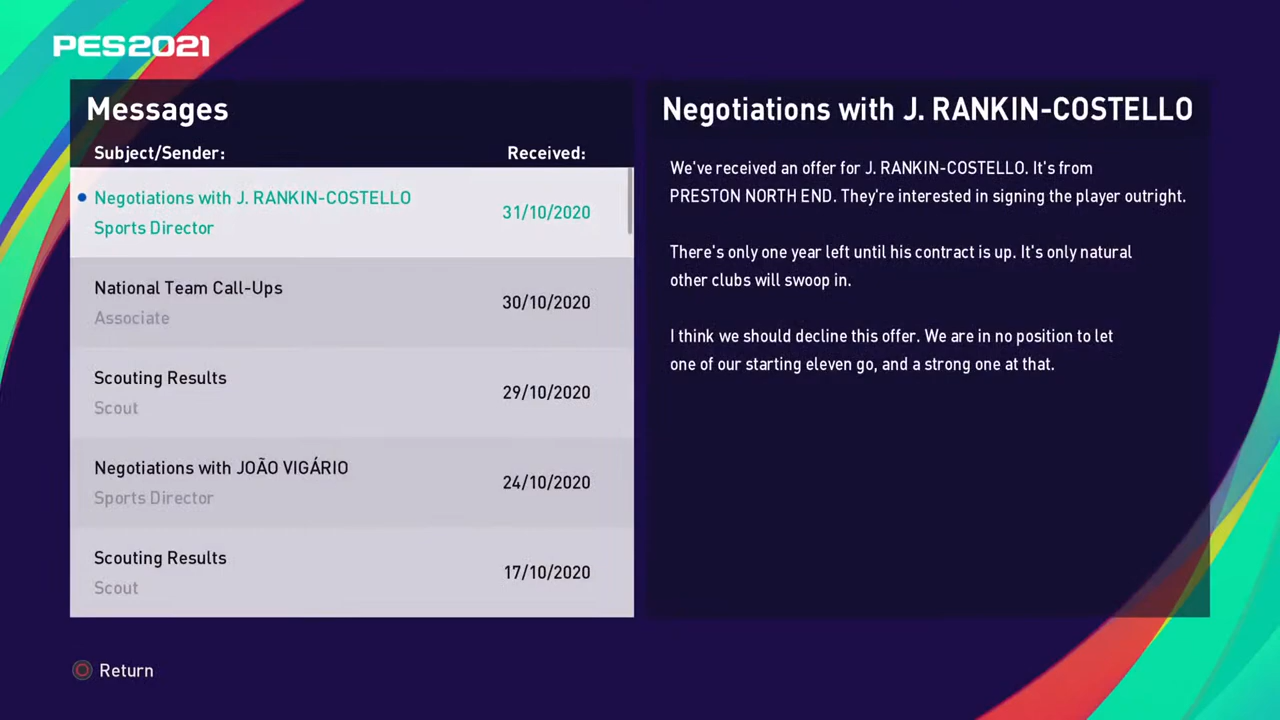 PES2021
Messages
Subject/Sender:
Received:
Negotiations with J. RANKIN-COSTELLO
Sports Director
31/10/2020
National Team Call-Ups
Associate
30/10/2020
Scouting Results
Scout
29/10/2020
Negotiations with JOÃO VIGÁRIO
Sports Director
24/10/2020
Scouting Results
Scout
17/10/2020
Negotiations with J. RANKIN-COSTELLO
We've received an offer for J. RANKIN-COSTELLO. It's from
PRESTON NORTH END. They're interested in signing the player outright.
There's only one year left until his contract is up. It's only natural
other clubs will swoop in.
I think we should decline this offer. We are in no position to let
one of our starting eleven go, and a strong one at that.
Return